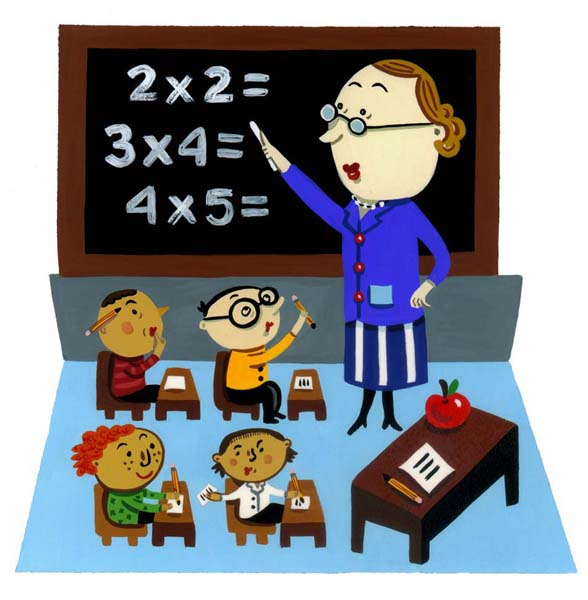 2x2=
3x4=
4x5=